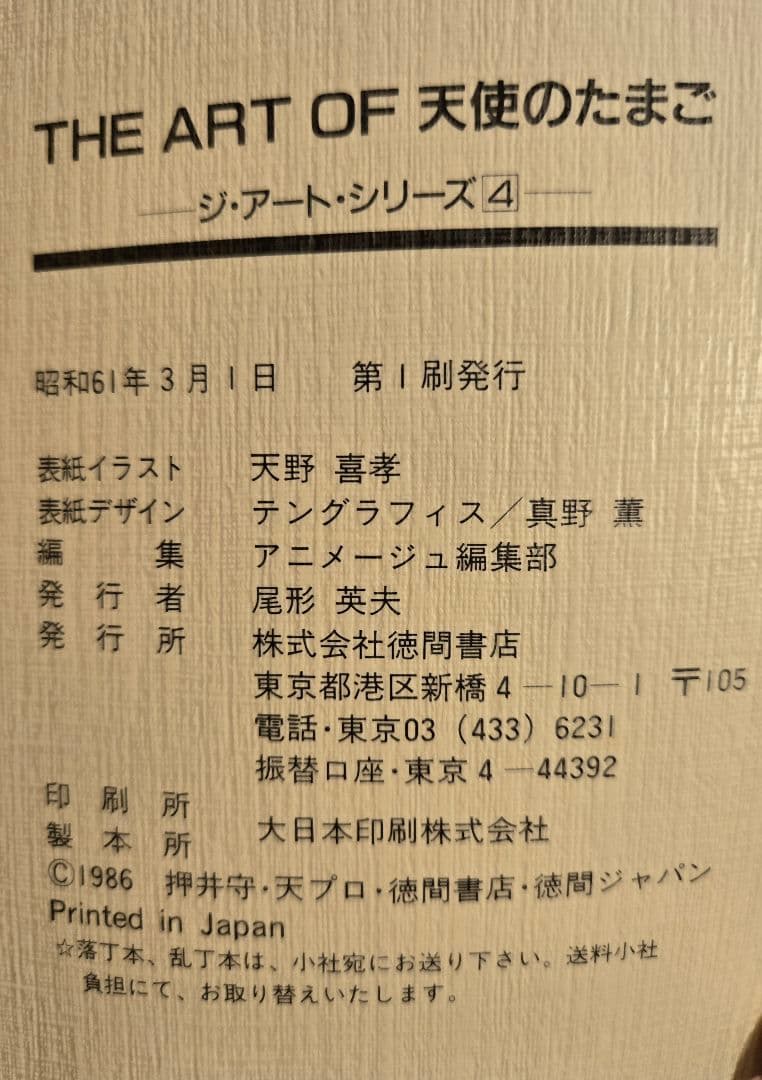 THE ART OF 天使のたまご
ジ・アート・シリーズ4
昭和61年3月1日 第1刷発行
表紙イラスト 天野 喜孝
表紙デザイン テングラフィス/真野 薫
編集 アニメージュ編集部
発行者 尾形 英夫
発行所 株式会社徳間書店
東京都港区新橋4-10-1 〒105
電話・東京03(433)6231
振替口座・東京4-44392
印刷所
製本所 大日本印刷株式会社
©1986 押井守・天プロ・徳間書店・徳間ジャパン
Printed in Japan
☆落丁本、乱丁本は、小社宛にお送り下さい。送料小社
負担にて、お取り替えいたします。